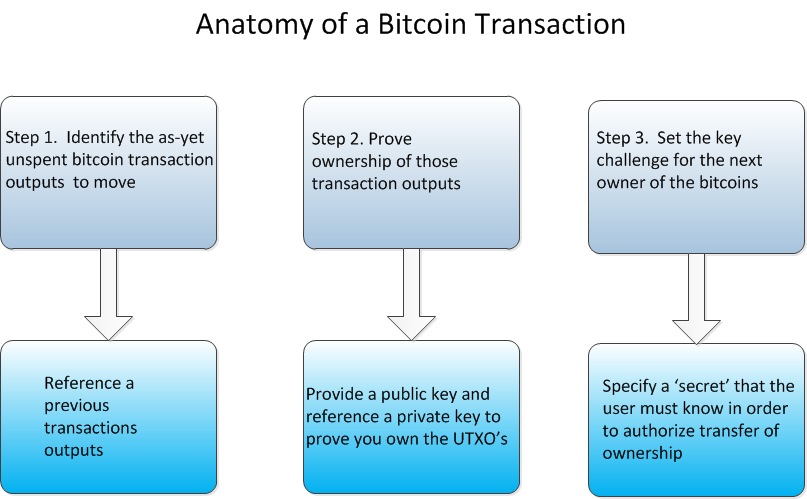 Anatomy of a Bitcoin Transaction
Step 1.  Identify the as-yet
unspent bitcoin transaction
outputs  to move
Step 2. Prove
ownership of those
transaction outputs
Step 3.  Set the key
challenge for the next
owner of the bitcoins
Reference a
previous
transactions
outputs
Provide a public key and
reference a private key to
prove you own the UTXO’s
Specify a ‘secret’ that the
user must know in order
to authorize transfer of
ownership